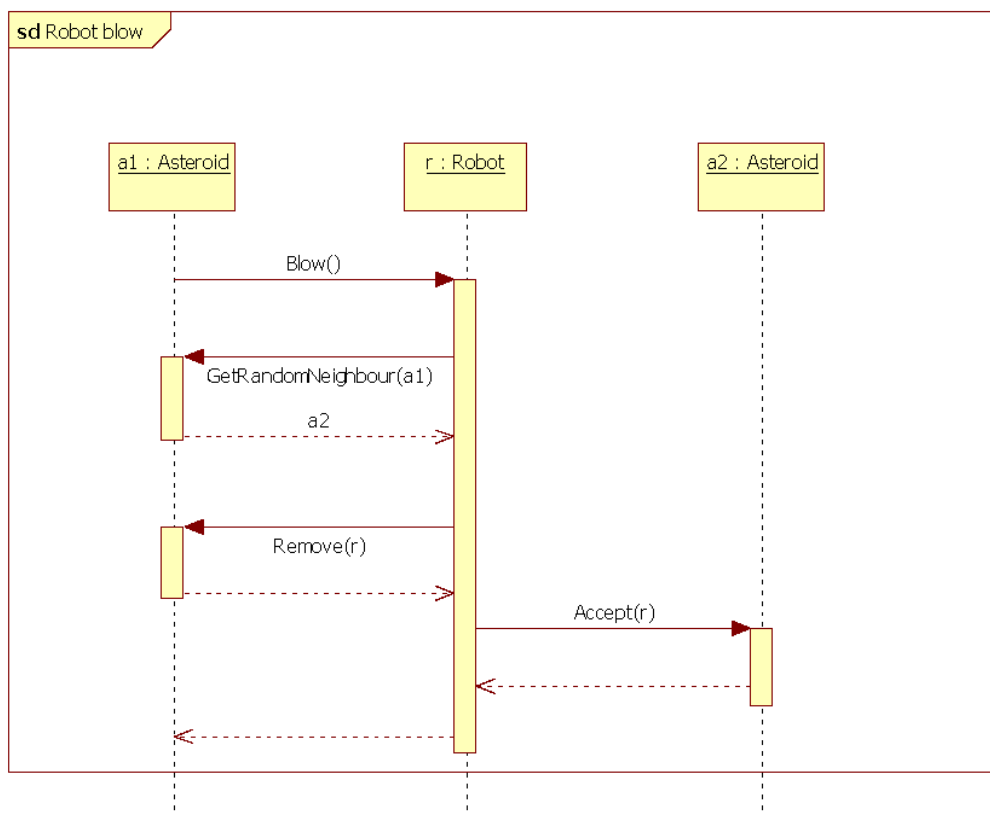 sd Robot blow
a1 : Asteroid
r : Robot
a2 : Asteroid
Blow()
GetRandomNeighbour(a1)
a2
Remove(r)
Accept(r)